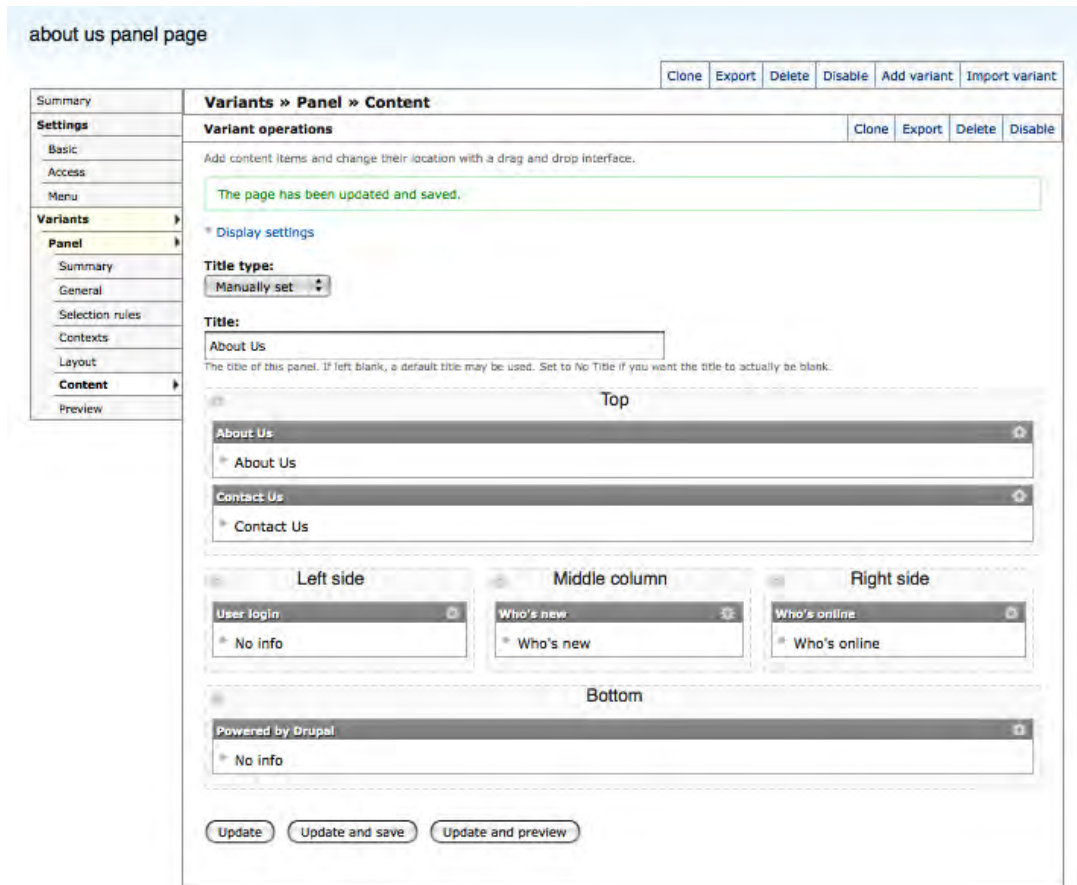 about us panel page
Clone Export Delete Disable Add variant Import variant
Summary
Settings
Basic
Access
Menu
Variants
Panel
Summary
General
Selection rules
Contexts
Layout
Content
Preview
Variants » Panel » Content
Variant operations
Clone Export Delete Disable
Add content items and change their location with a drag and drop interface.
The page has been updated and saved.
Display settings
Title type:
Manually set
Title:
About Us
The title of this panel. If left blank, a default title may be used. Set to No Title if you want the title to actually be blank.
Top
About Us
About Us
Contact Us
Contact Us
Left side
User login
No info
Middle column
Who's new
Who's new
Right side
Who's online
Who's online
Bottom
Powered by Drupal
No info
Update Update and save Update and preview